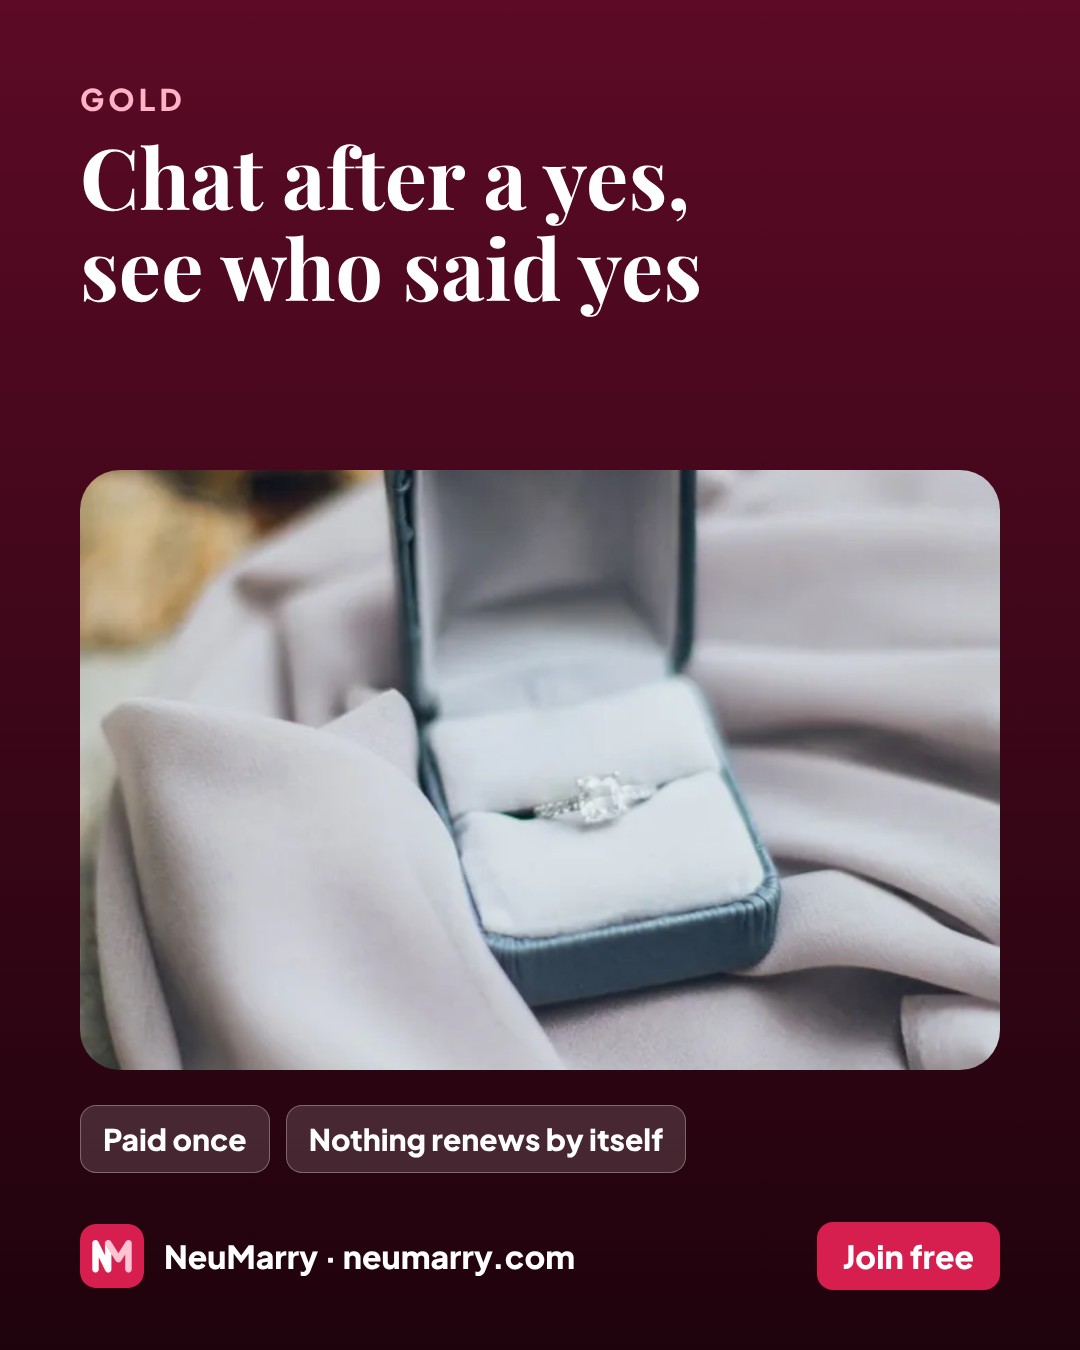 GOLD
Chat after a yes,
see who said yes
Paid once
Nothing renews by itself
NM
NeuMarry · neumarry.com
Join free